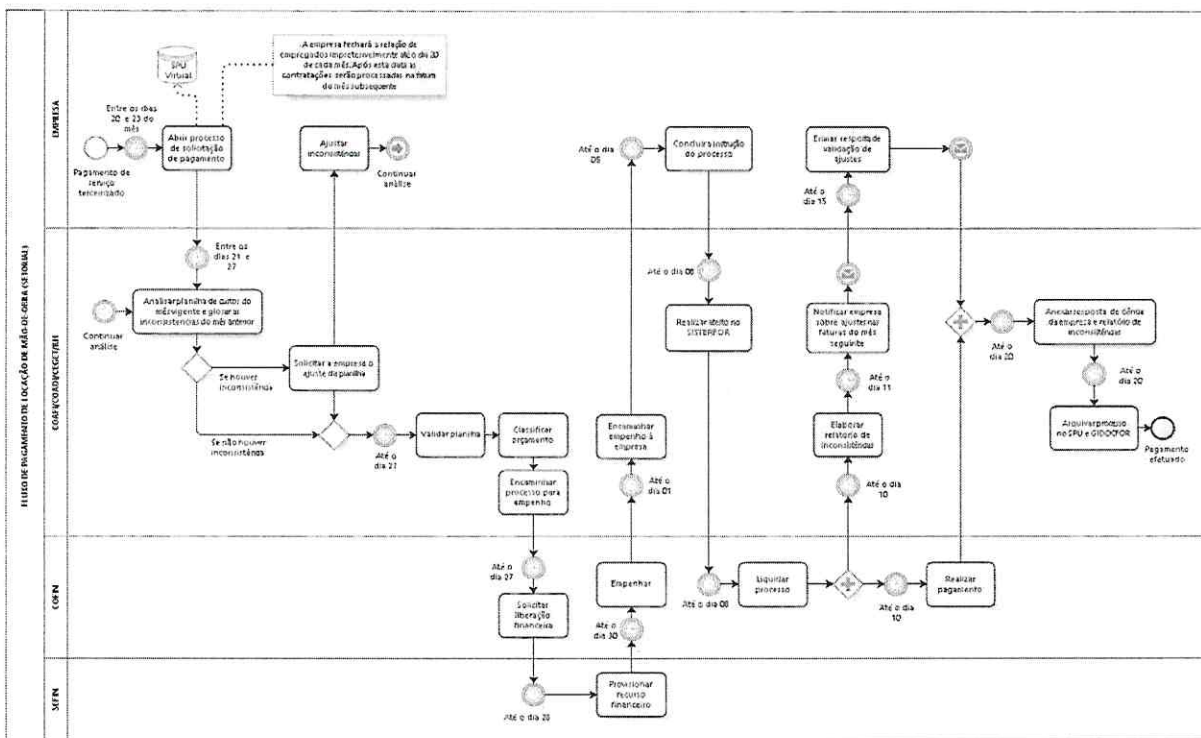 FLUXO DE PAGAMENTO DE LOCAÇÃO DE MÃO-DE-OBRA (SETORIAL)
EMPRESA
SPU
Virtual
A empresa fechará a relação de
empregados impreterivelmente até o dia 20
de cada mês. Após esta data as
contratações serão processadas na fatura
do mês subsequente
Entre os dias
20 e 23 do
mês
Pagamento de
serviço
terceirizado
Abrir processo
de solicitação
de pagamento
Ajustar
inconsistências
Continuar
análise
Até o dia
05
Concluir a instrução
do processo
Enviar resposta de
validação de
ajustes
Até o
dia 15
Entre os
dias 21 e
27
Continuar
análise
Analisar planilha de custos do
mês vigente e glosar as
inconsistências do mês anterior
Se houver
inconsistência
Solicitar a empresa o
ajuste da planilha
Se não houver
inconsistência
Até o
dia 27
Validar planilha
Classificar
orçamento
Encaminhar
processo para
empenho
Encaminhar
empenho à
empresa
Até o
dia 01
Até o dia 08
Realizar ateito no
Notificar empresa
sobre ajustes nas
faturas do mês
seguinte
Até o
dia 11
Elaborar
relatório de
inconsistências
Até o
dia 10
Até o
dia 20
Anexar resposta de
da empresa e relatório de
inconsistências
Até o
dia 20
Arquivar processo
no SPU e GIDOCFOR
Pagamento
efetuado
COFIN
Até o
dia 27
Solicitar
liberação
financeira
Empenhar
Até o
dia 30
Até o dia 08
Liquidar
processo
Até o dia
10
Realizar
pagamento
SEFIN
Até o dia 28
Provisionar
recurso
financeiro